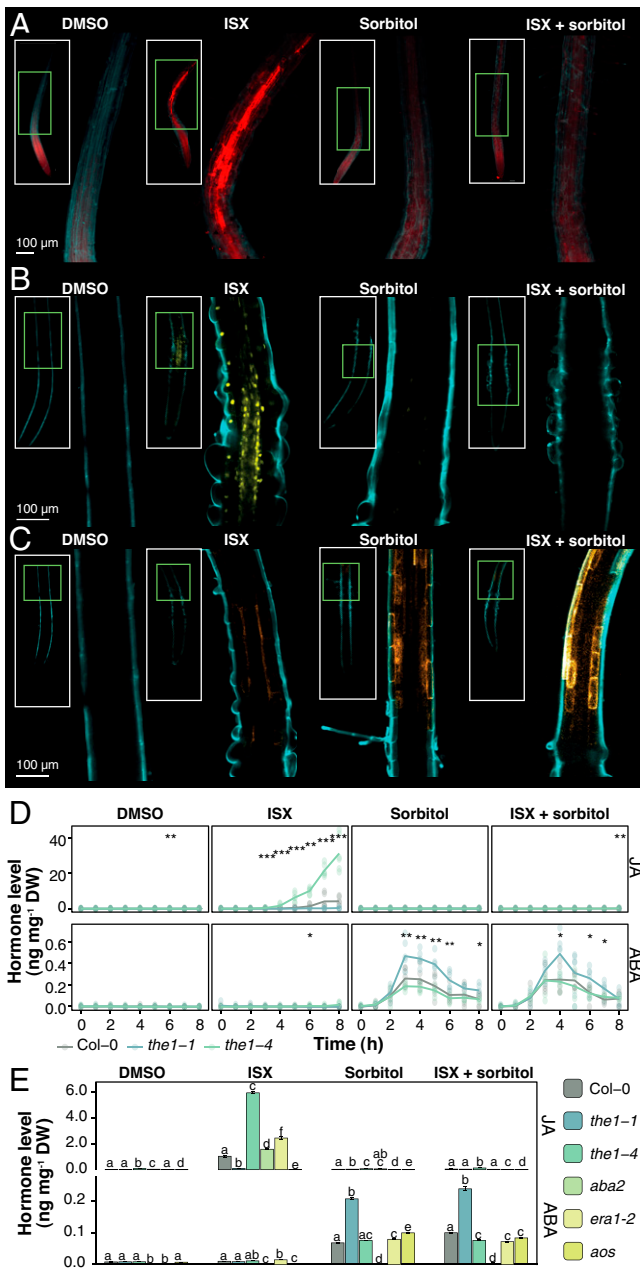 A
DMSO ISX Sorbitol ISX + sorbitol
100 µm
B
DMSO ISX Sorbitol ISX + sorbitol
100 µm
C
DMSO ISX Sorbitol ISX + sorbitol
100 µm
D
DMSO ISX Sorbitol ISX + sorbitol
Hormone level
(ng mg⁻¹ DW)
40
20
0
** *** *** *** ** *** *** **
JA
0.6
0.4
0.2
0.0
* ** ** ** ** * * * *
ABA
0 2 4 6 8 0 2 4 6 8 0 2 4 6 8 0 2 4 6 8
Time (h)
Col-0 the1-1 the1-4
E
DMSO ISX Sorbitol ISX + sorbitol
Hormone level
(ng mg⁻¹ DW)
6.0
4.0
2.0
0.0
a a b c a d a b c d f e a b c ab d e a a b c d e
JA
0.2
0.1
0.0
a a a b b a a a ab c b c a b ac d c e a b c d c e
ABA
Col-0
the1-1
the1-4
aba2
era1-2
aos